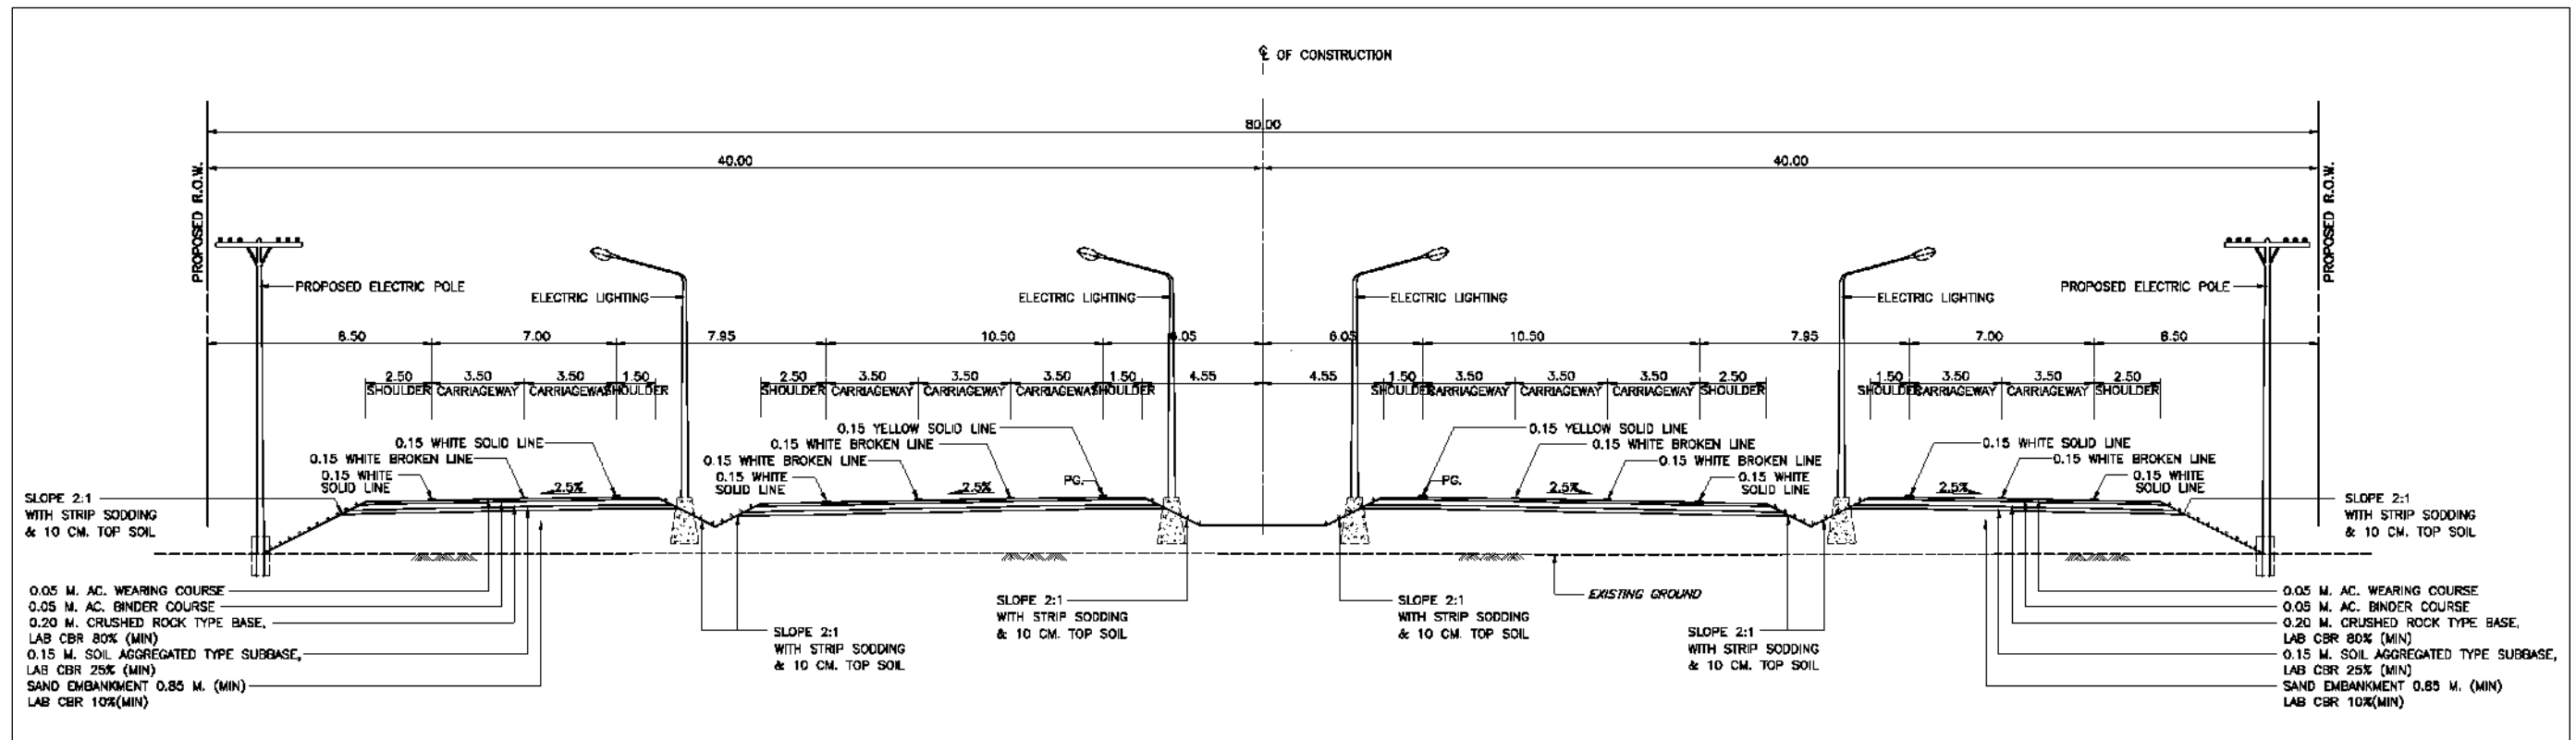 ℄ OF CONSTRUCTION
80.00
40.00
40.00
PROPOSED R.O.W.
PROPOSED R.O.W.
PROPOSED ELECTRIC POLE
ELECTRIC LIGHTING
ELECTRIC LIGHTING
ELECTRIC LIGHTING
ELECTRIC LIGHTING
PROPOSED ELECTRIC POLE
8.50
7.00
7.95
10.50
6.05
6.05
10.50
7.95
7.00
8.50
2.50
3.50
3.50
1.50
2.50
3.50
3.50
3.50
1.50
4.55
4.55
1.50
3.50
3.50
3.50
2.50
1.50
3.50
3.50
2.50
SHOULDER
CARRIAGEWAY
CARRIAGEWAY
SHOULDER
SHOULDER
CARRIAGEWAY
CARRIAGEWAY
CARRIAGEWAY
SHOULDER
SHOULDER
CARRIAGEWAY
CARRIAGEWAY
CARRIAGEWAY
SHOULDER
SHOULDER
CARRIAGEWAY
CARRIAGEWAY
SHOULDER
0.15 WHITE SOLID LINE
0.15 WHITE BROKEN LINE
0.15 WHITE
SOLID LINE
2.5%
0.15 YELLOW SOLID LINE
0.15 WHITE BROKEN LINE
0.15 WHITE BROKEN LINE
0.15 WHITE
SOLID LINE
2.5%
PG.
0.15 YELLOW SOLID LINE
0.15 WHITE BROKEN LINE
0.15 WHITE BROKEN LINE
0.15 WHITE
SOLID LINE
PG.
2.5%
0.15 WHITE SOLID LINE
0.15 WHITE BROKEN LINE
0.15 WHITE
SOLID LINE
2.5%
SLOPE 2:1
WITH STRIP SODDING
& 10 CM. TOP SOIL
SLOPE 2:1
WITH STRIP SODDING
& 10 CM. TOP SOIL
0.05 M. AC. WEARING COURSE
0.05 M. AC. BINDER COURSE
0.20 M. CRUSHED ROCK TYPE BASE,
LAB CBR 80% (MIN)
0.15 M. SOIL AGGREGATED TYPE SUBBASE,
LAB CBR 25% (MIN)
SAND EMBANKMENT 0.85 M. (MIN)
LAB CBR 10%(MIN)
SLOPE 2:1
WITH STRIP SODDING
& 10 CM. TOP SOIL
SLOPE 2:1
WITH STRIP SODDING
& 10 CM. TOP SOIL
SLOPE 2:1
WITH STRIP SODDING
& 10 CM. TOP SOIL
EXISTING GROUND
SLOPE 2:1
WITH STRIP SODDING
& 10 CM. TOP SOIL
0.05 M. AC. WEARING COURSE
0.05 M. AC. BINDER COURSE
0.20 M. CRUSHED ROCK TYPE BASE,
LAB CBR 80% (MIN)
0.15 M. SOIL AGGREGATED TYPE SUBBASE,
LAB CBR 25% (MIN)
SAND EMBANKMENT 0.85 M. (MIN)
LAB CBR 10%(MIN)